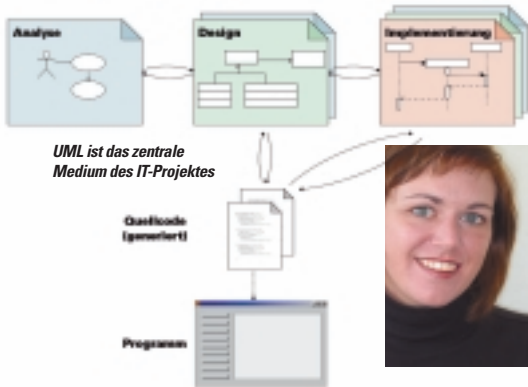 Analyse
Design
Implementierung
UML ist das zentrale
Medium des IT-Projektes
Quellcode
(generiert)
Programm